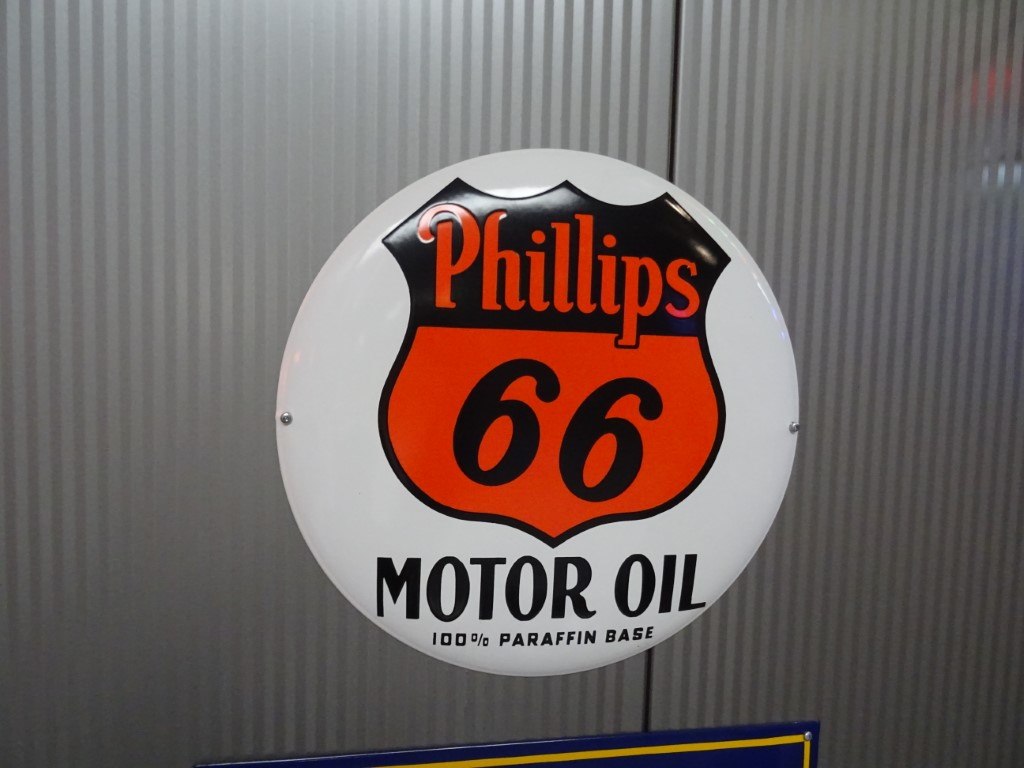 Phillips
66
MOTOR OIL
100% PARAFFIN BASE